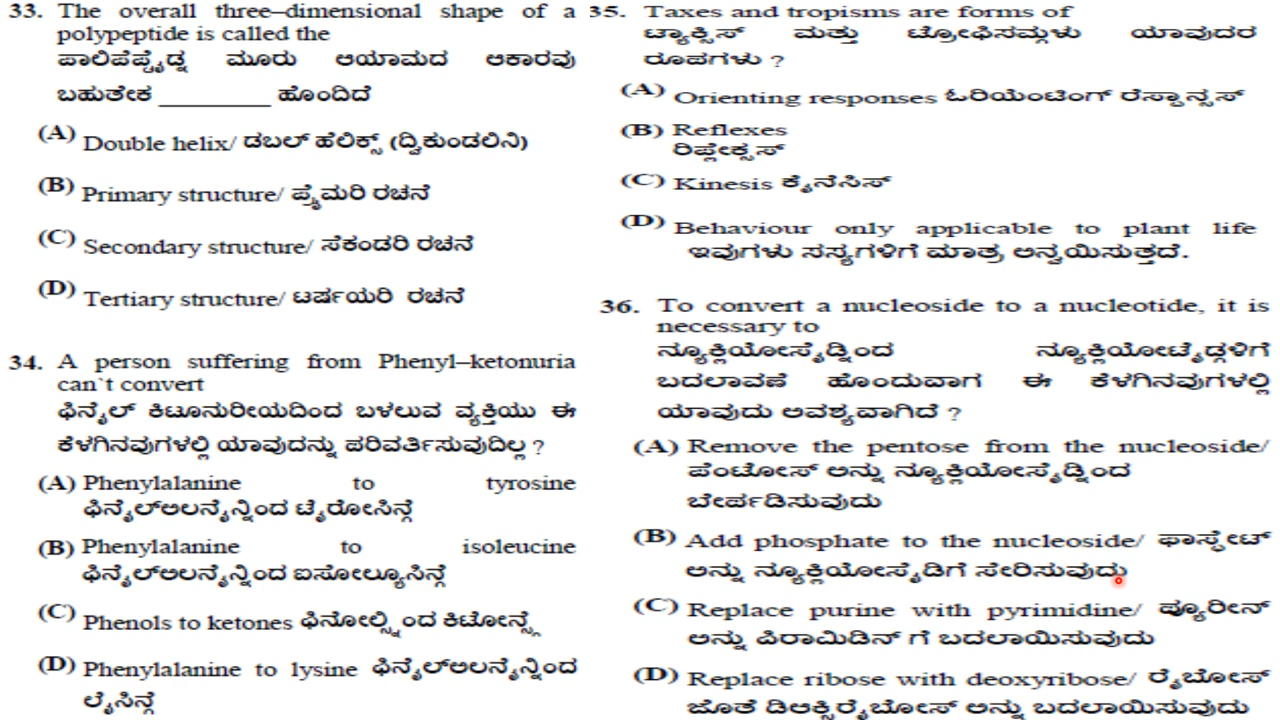 33. The overall three–dimensional shape of a
polypeptide is called the
ಪಾಲಿಪೆಪ್ಟೈಡ್ನ ಮೂರು ಆಯಾಮದ ಆಕಾರವು
ಬಹುತೇಕ _________ ಹೊಂದಿದೆ
(A) Double helix/ ಡಬಲ್ ಹೆಲಿಕ್ಸ್ (ದ್ವಿಕುಂಡಲಿನಿ)
(B) Primary structure/ ಪ್ರೈಮರಿ ರಚನೆ
(C) Secondary structure/ ಸೆಕಂಡರಿ ರಚನೆ
(D) Tertiary structure/ ಟರ್ಷಿಯರಿ ರಚನೆ
34. A person suffering from Phenyl–ketonuria
can`t convert
ಫಿನೈಲ್ ಕಿಟೂನುರೀಯದಿಂದ ಬಳಲುವ ವ್ಯಕ್ತಿಯು ಈ
ಕೆಳಗಿನವುಗಳಲ್ಲಿ ಯಾವುದನ್ನು ಪರಿವರ್ತಿಸುವುದಿಲ್ಲ ?
(A) Phenylalanine to tyrosine
ಫಿನೈಲ್ಅಲನೈನ್ನಿಂದ ಟೈರೋಸಿನ್ಗೆ
(B) Phenylalanine to isoleucine
ಫಿನೈಲ್ಅಲನೈನ್ನಿಂದ ಐಸೋಲ್ಯೂಸಿನ್ಗೆ
(C) Phenols to ketones ಫಿನೋಲ್ಸ್ನಿಂದ ಕಿಟೋನ್ಸ್ಗೆ
(D) Phenylalanine to lysine ಫಿನೈಲ್ಅಲನೈನ್ನಿಂದ
ಲೈಸಿನ್ಗೆ
35. Taxes and tropisms are forms of
ಟ್ಯಾಕ್ಸಿಸ್ ಮತ್ತು ಟ್ರೋಫಿಸಮ್ಗಳು ಯಾವುದರ
ರೂಪಗಳು ?
(A) Orienting responses ಓರಿಯೆಂಟಿಂಗ್ ರೆಸ್ಪಾನ್ಸಸ್
(B) Reflexes
ರಿಫ್ಲೇಕ್ಸಸ್
(C) Kinesis ಕೈನೆಸಿಸ್
(D) Behaviour only applicable to plant life
ಇವುಗಳು ಸಸ್ಯಗಳಿಗೆ ಮಾತ್ರ ಅನ್ವಯಿಸುತ್ತದೆ.
36. To convert a nucleoside to a nucleotide, it is
necessary to
ನ್ಯೂಕ್ಲಿಯೋಸೈಡ್ನಿಂದ ನ್ಯೂಕ್ಲಿಯೋಟೈಡ್ಗಳಿಗೆ
ಬದಲಾವಣೆ ಹೊಂದುವಾಗ ಈ ಕೆಳಗಿನವುಗಳಲ್ಲಿ
ಯಾವುದು ಅವಶ್ಯವಾಗಿದೆ ?
(A) Remove the pentose from the nucleoside/
ಪೆಂಟೋಸ್ ಅನ್ನು ನ್ಯೂಕ್ಲಿಯೋಸೈಡ್ನಿಂದ
ಬೇರ್ಪಡಿಸುವುದು
(B) Add phosphate to the nucleoside/ ಫಾಸ್ಫೇಟ್
ಅನ್ನು ನ್ಯೂಕ್ಲಿಯೋಸೈಡಿಗೆ ಸೇರಿಸುವುದು
(C) Replace purine with pyrimidine/ ಪ್ಯೂರೀನ್
ಅನ್ನು ಪಿರಾಮಿಡಿನ್ ಗೆ ಬದಲಾಯಿಸುವುದು
(D) Replace ribose with deoxyribose/ ರೈಬೋಸ್
ಜೊತೆ ಡಿಆಕ್ಸಿರೈಬೋಸ್ ಅನ್ನು ಬದಲಾಯಿಸುವುದು